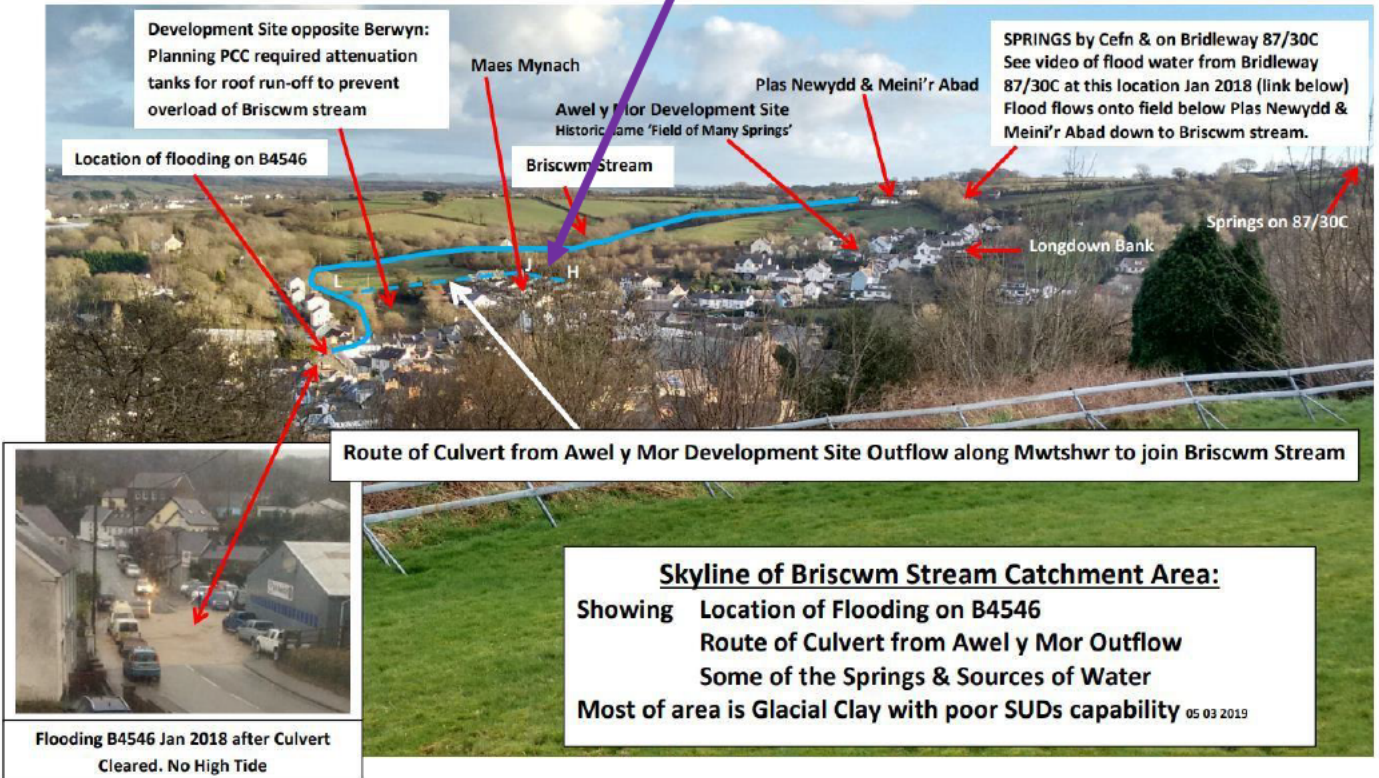 Development Site opposite Berwyn:
Planning PCC required attenuation
tanks for roof run-off to prevent
overload of Briscwm stream
Maes Mynach
Plas Newydd & Meini'r Abad
SPRINGS by Cefn & on Bridleway 87/30C
See video of flood water from Bridleway
87/30C at this location Jan 2018 (link below)
Flood flows onto field below Plas Newydd &
Meini'r Abad down to Briscwm stream.
Awel y Mor Development Site
Historic name 'Field of Many Springs'
Location of flooding on B4546
Briscwm Stream
Springs on 87/30C
Longdown Bank
L
J
H
Route of Culvert from Awel y Mor Development Site Outflow along Mwtshwr to join Briscwm Stream
Skyline of Briscwm Stream Catchment Area:
Showing Location of Flooding on B4546
Route of Culvert from Awel y Mor Outflow
Some of the Springs & Sources of Water
Most of area is Glacial Clay with poor SUDs capability 05 03 2019
Flooding B4546 Jan 2018 after Culvert
Cleared. No High Tide